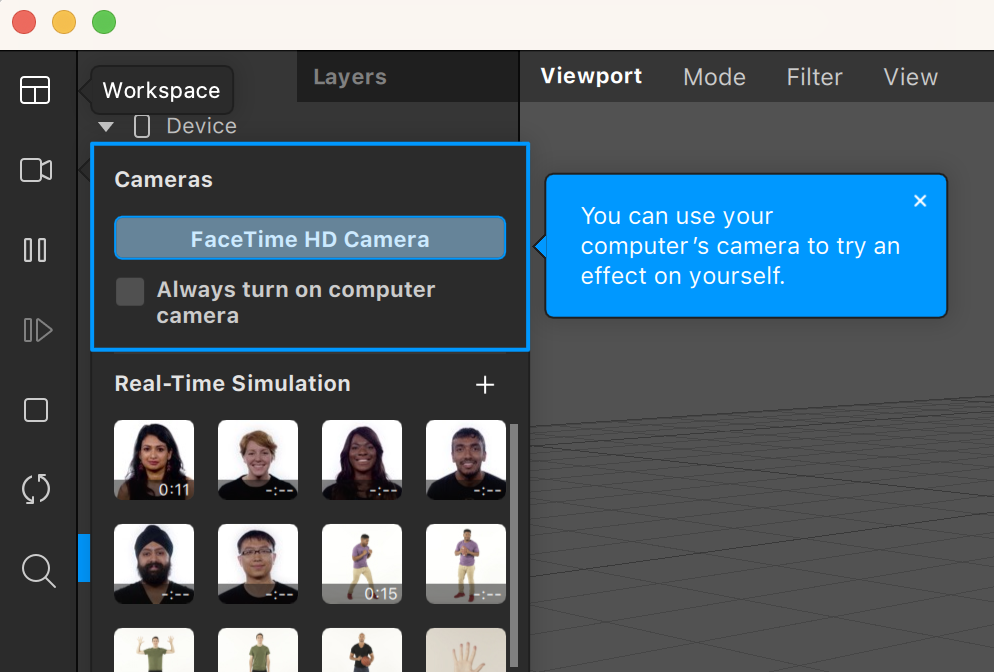 Layers
Viewport Mode Filter View
Workspace
Device
Cameras
FaceTime HD Camera
Always turn on computer
camera
You can use your
computer's camera to try an
effect on yourself.
Real-Time Simulation
0:11 -:-- -:-- -:--
-:-- -:-- 0:15 -:--